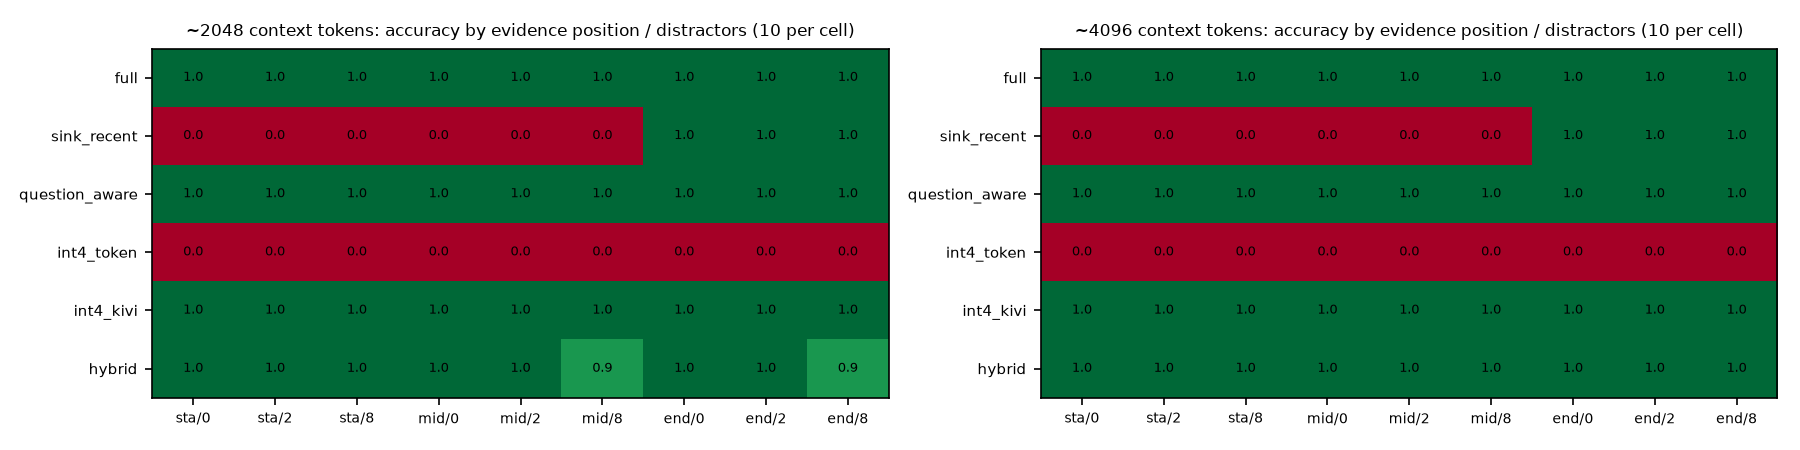 ~2048 context tokens: accuracy by evidence position / distractors (10 per cell)
full 1.0 1.0 1.0 1.0 1.0 1.0 1.0 1.0 1.0
sink_recent 0.0 0.0 0.0 0.0 0.0 0.0 1.0 1.0 1.0
question_aware 1.0 1.0 1.0 1.0 1.0 1.0 1.0 1.0 1.0
int4_token 0.0 0.0 0.0 0.0 0.0 0.0 0.0 0.0 0.0
int4_kivi 1.0 1.0 1.0 1.0 1.0 1.0 1.0 1.0 1.0
hybrid 1.0 1.0 1.0 1.0 1.0 0.9 1.0 1.0 0.9
sta/0 sta/2 sta/8 mid/0 mid/2 mid/8 end/0 end/2 end/8
~4096 context tokens: accuracy by evidence position / distractors (10 per cell)
full 1.0 1.0 1.0 1.0 1.0 1.0 1.0 1.0 1.0
sink_recent 0.0 0.0 0.0 0.0 0.0 0.0 1.0 1.0 1.0
question_aware 1.0 1.0 1.0 1.0 1.0 1.0 1.0 1.0 1.0
int4_token 0.0 0.0 0.0 0.0 0.0 0.0 0.0 0.0 0.0
int4_kivi 1.0 1.0 1.0 1.0 1.0 1.0 1.0 1.0 1.0
hybrid 1.0 1.0 1.0 1.0 1.0 1.0 1.0 1.0 1.0
sta/0 sta/2 sta/8 mid/0 mid/2 mid/8 end/0 end/2 end/8